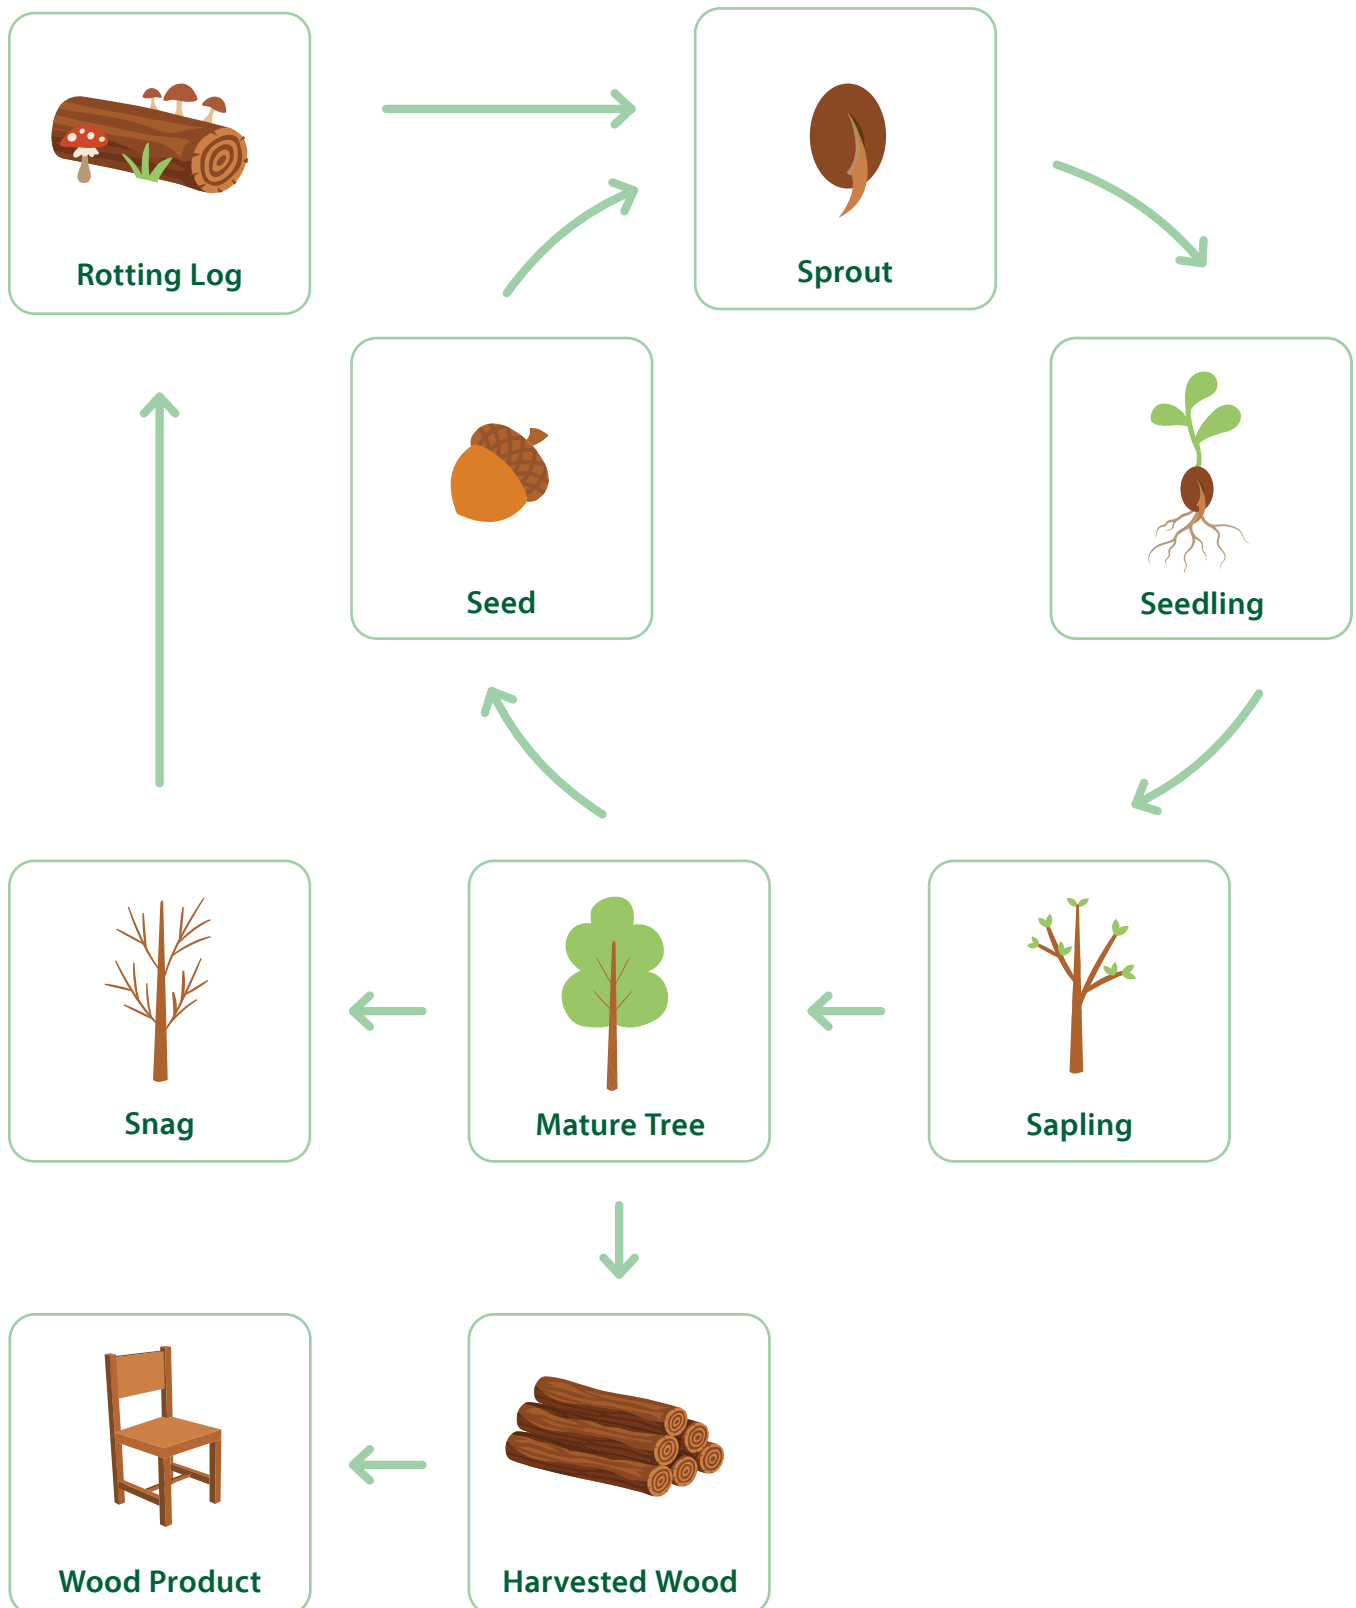 Rotting Log
Sprout
Seed
Seedling
Snag
Mature Tree
Sapling
Wood Product
Harvested Wood